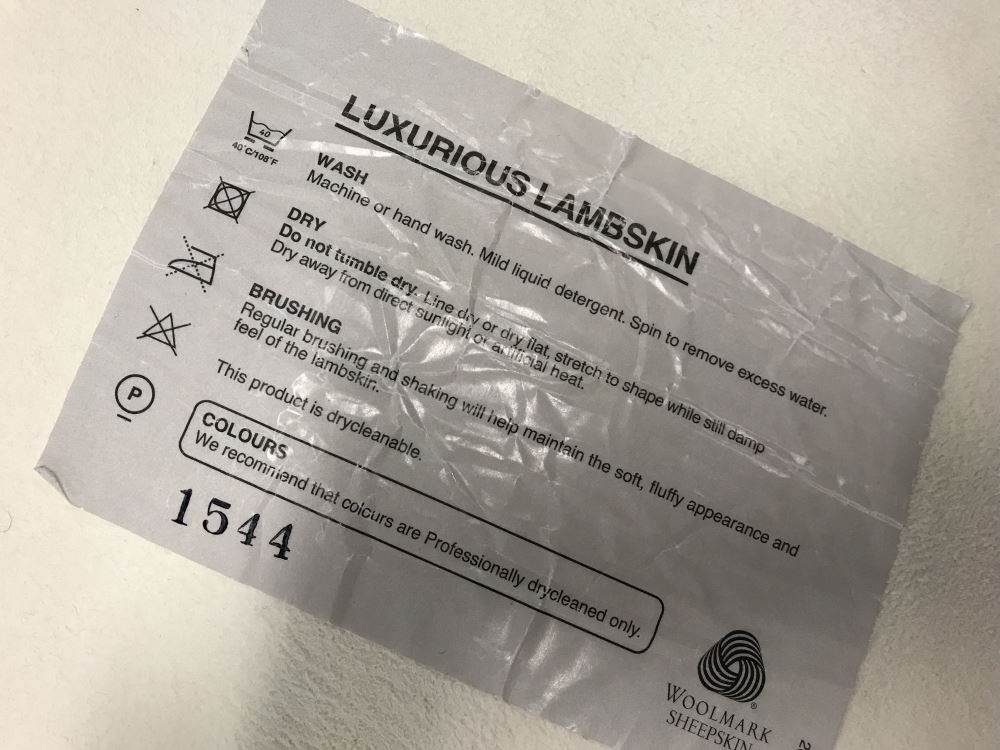 LUXURIOUS LAMBSKIN
40
40°C/108°F
WASH
Machine or hand wash. Mild liquid detergent. Spin to remove excess water.
DRY
Do not tumble dry. Line dry or dry flat, stretch to shape while still damp
Dry away from direct sunlight or artificial heat.
BRUSHING
Regular brushing and shaking will help maintain the soft, fluffy appearance and
feel of the lambskin.
This product is drycleanable.
P
COLOURS
We recommend that colours are Professionally drycleaned only.
1544
WOOLMARK
SHEEPSKIN